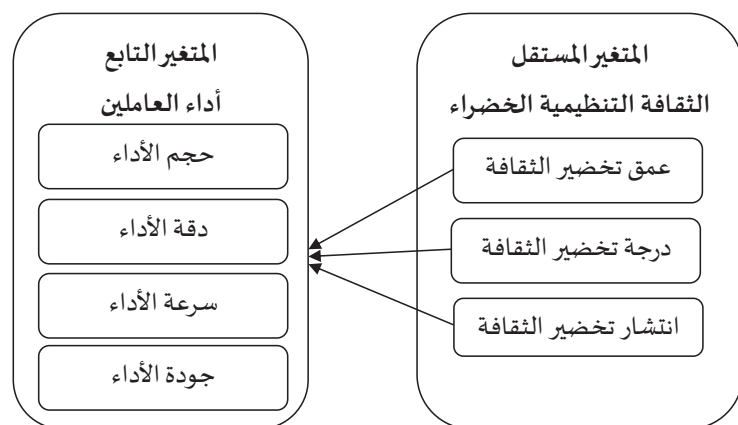 المتغير المستقل
الثقافة التنظيمية الخضراء
عمق تخضير الثقافة
درجة تخضير الثقافة
انتشار تخضير الثقافة
المتغير التابع
أداء العاملين
حجم الأداء
دقة الأداء
سرعة الأداء
جودة الأداء